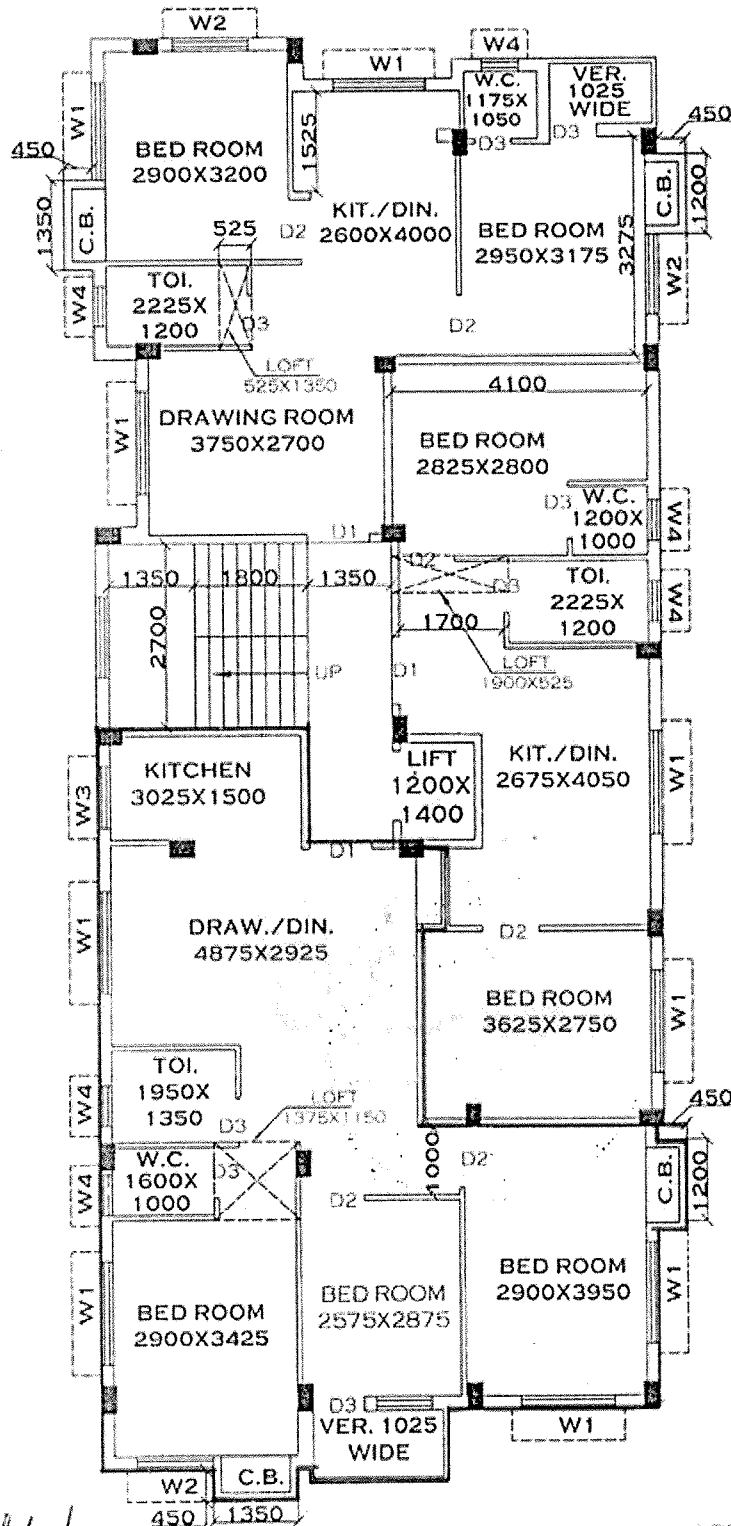 W2
W1
W4
W.C.
1175X
1050
VER.
1025
WIDE
D3
D3
W1
450
1350
C.B.
BED ROOM
2900X3200
1525
KIT./DIN.
2600X4000
D2
525
BED ROOM
2950X3175
3275
450
C.B.
1200
W2
W4
TOI.
2225X
1200
D3
D2
LOFT
525X1350
W1
DRAWING ROOM
3750X2700
4100
BED ROOM
2825X2800
D3
W.C.
1200X
1000
W4
D1
D2
D3
TOI.
2225X
1200
W4
1350
1800
1350
2700
UP
1700
D1
LOFT
1900X525
W3
KITCHEN
3025X1500
LIFT
1200X
1400
KIT./DIN.
2675X4050
W1
D1
W1
DRAW./DIN.
4875X2925
D2
BED ROOM
3625X2750
W1
W4
TOI.
1950X
1350
D3
LOFT
1375X1150
450
W4
W.C.
1600X
1000
D3
1000
D2
D2
C.B.
1200
W1
BED ROOM
2900X3425
BED ROOM
2575X2875
BED ROOM
2900X3950
W1
D3
VER. 1025
WIDE
W1
W2
C.B.
450
1350